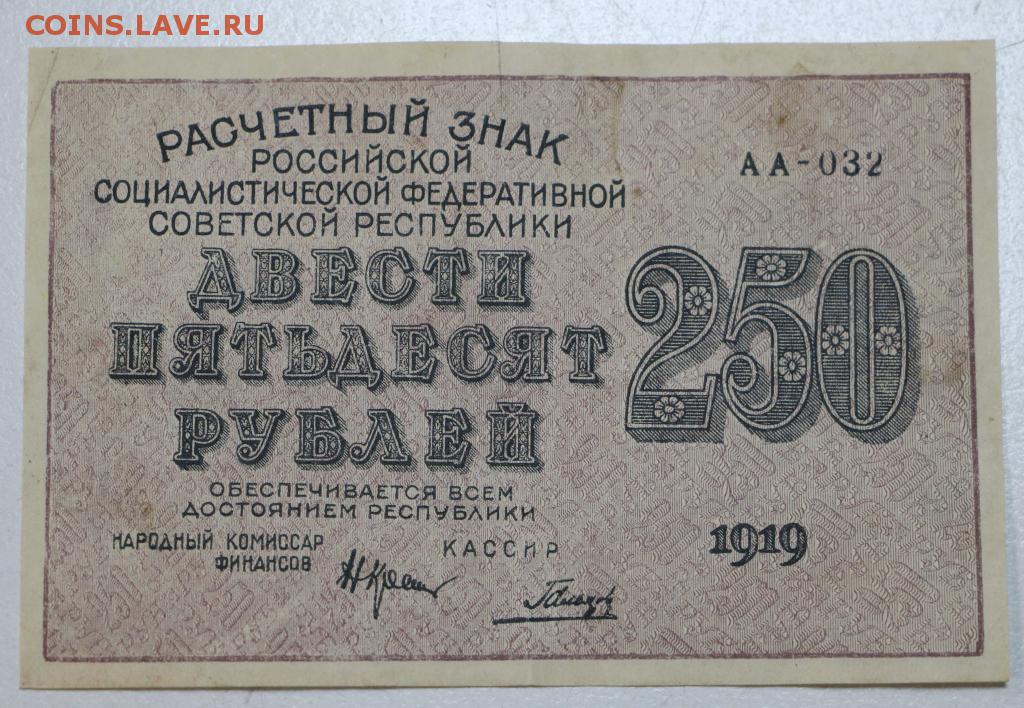 COINS.LAVE.RU
РАСЧЕТНЫЙ ЗНАК
РОССИЙСКОЙ
СОЦИАЛИСТИЧЕСКОЙ ФЕДЕРАТИВНОЙ
СОВЕТСКОЙ РЕСПУБЛИКИ
АА-032
ДВЕСТИ
ПЯТЬДЕСЯТ
РУБЛЕЙ
250
ОБЕСПЕЧИВАЕТСЯ ВСЕМ
ДОСТОЯНИЕМ РЕСПУБЛИКИ
НАРОДНЫЙ КОМИССАР
ФИНАНСОВ
КАССИР
1919